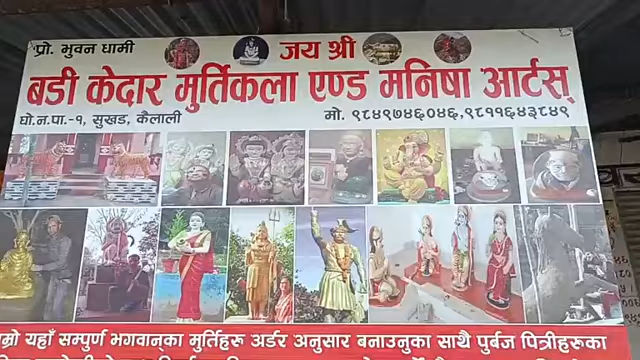 प्रो. भुवन धामी
जय श्री
बडी केदार मुर्तिकला एण्ड मनिषा आर्टस्
घो.न.पा.-१, सुखड, कैलाली
मो. ९८४९७४६०४६,९८११६४३८४९
यहाँ सम्पुर्ण भगवानका मुर्तिहरू अर्डर अनुसार बनाउनुका साथै पुर्बज पित्रीहरूका